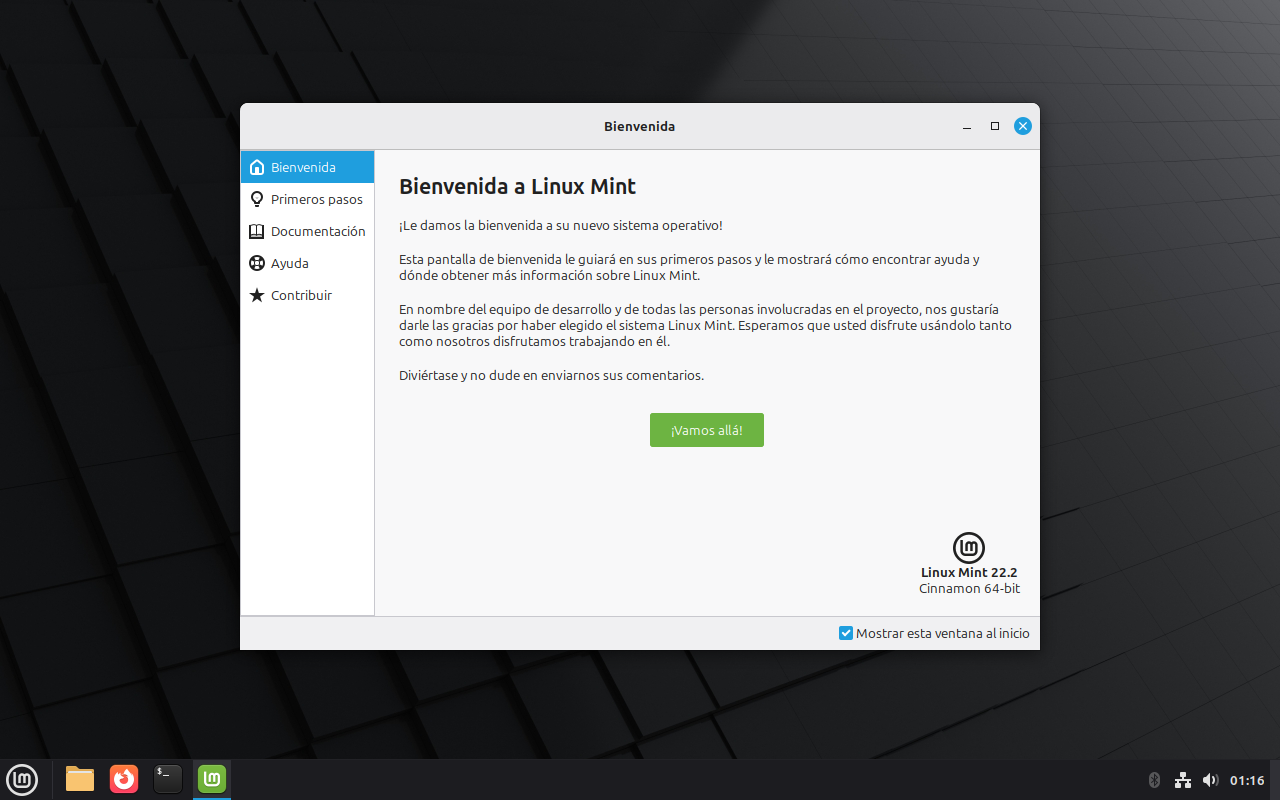 Bienvenida
Bienvenida
Primeros pasos
Documentación
Ayuda
Contribuir
Bienvenida a Linux Mint
¡Le damos la bienvenida a su nuevo sistema operativo!
Esta pantalla de bienvenida le guiará en sus primeros pasos y le mostrará cómo encontrar ayuda y
dónde obtener más información sobre Linux Mint.
En nombre del equipo de desarrollo y de todas las personas involucradas en el proyecto, nos gustaría
darle las gracias por haber elegido el sistema Linux Mint. Esperamos que usted disfrute usándolo tanto
como nosotros disfrutamos trabajando en él.
Diviértase y no dude en enviarnos sus comentarios.
¡Vamos allá!
Linux Mint 22.2
Cinnamon 64-bit
Mostrar esta ventana al inicio
$_
01:16